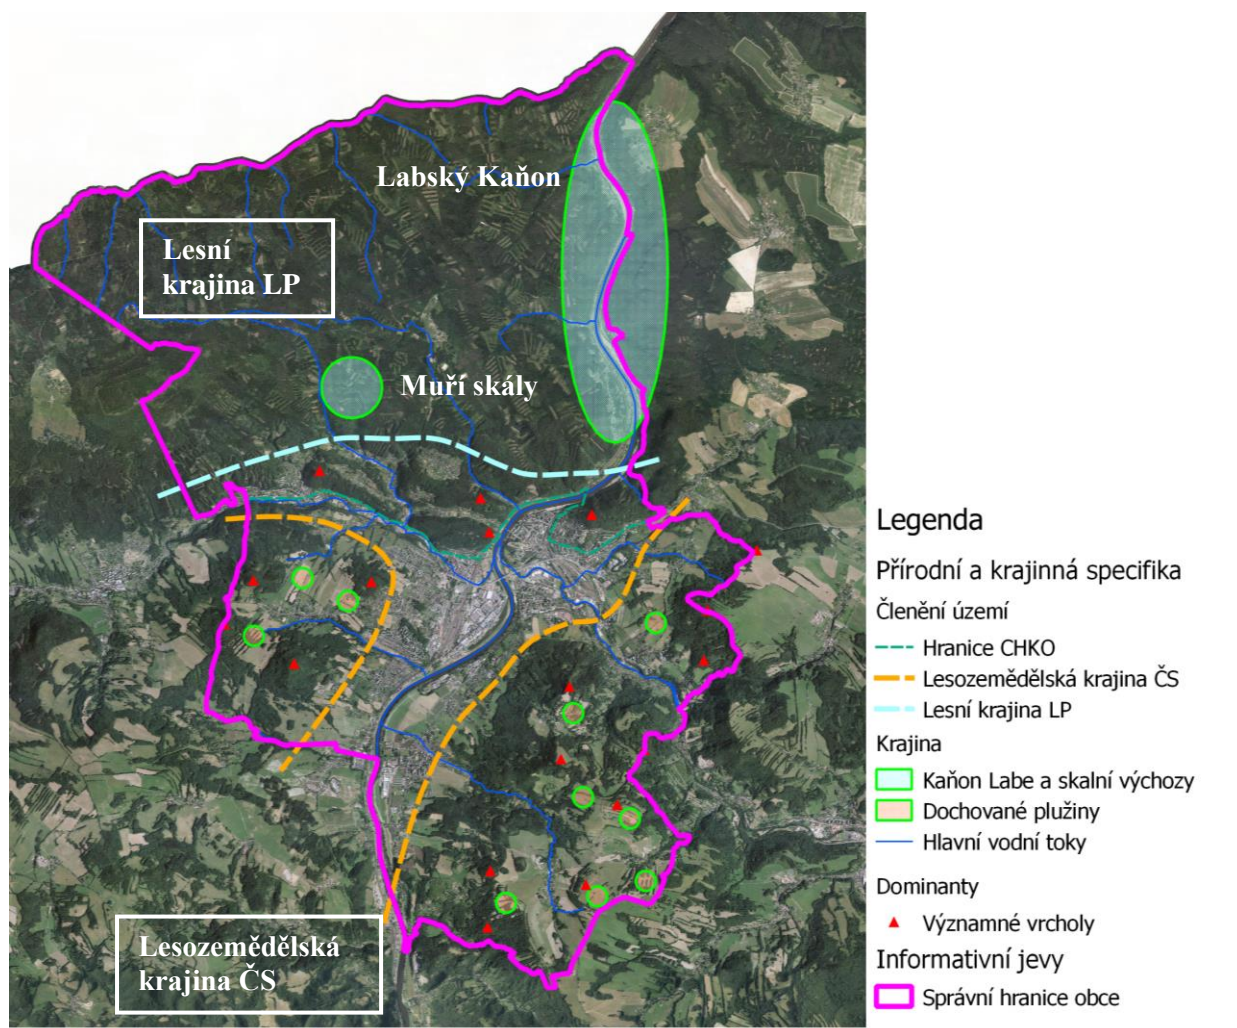 Labský Kaňon
Lesní
krajina LP
Muří skály
Lesozemědělská
krajina ČS
Legenda
Přírodní a krajinná specifika
Členění území
Hranice CHKO
Lesozemědělská krajina ČS
Lesní krajina LP
Krajina
Kaňon Labe a skalní výchozy
Dochované plužiny
Hlavní vodní toky
Dominanty
Významné vrcholy
Informativní jevy
Správní hranice obce